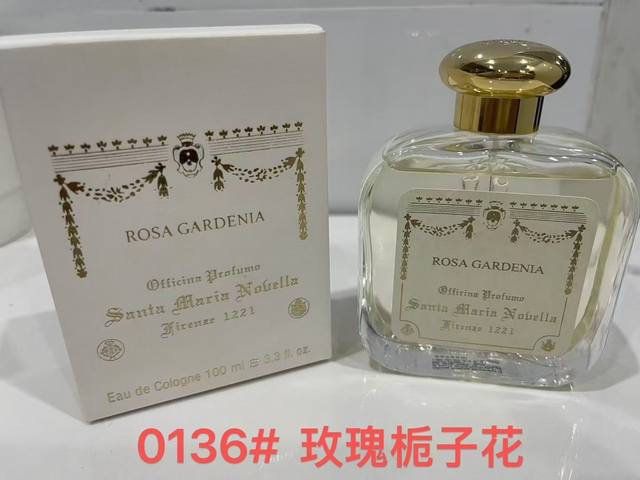 ROSA GARDENIA
Officina Profumo
Santa Maria Novella
Firenze 1221
Eau de Cologne 100 ml e 3.3 fl. oz.
ROSA GARDENIA
Officina Profumo
Santa Maria Novella
Firenze 1221
0136# 玫瑰栀子花